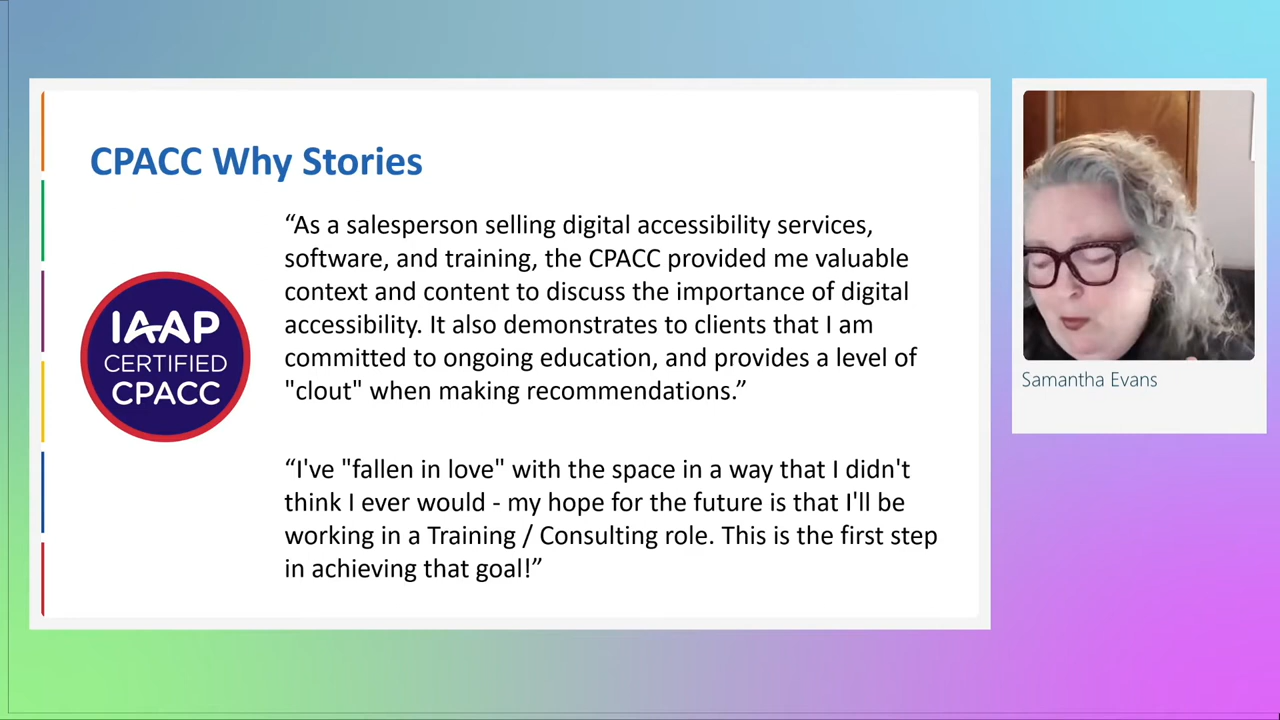 CPACC Why Stories
“As a salesperson selling digital accessibility services,
software, and training, the CPACC provided me valuable
context and content to discuss the importance of digital
accessibility. It also demonstrates to clients that I am
committed to ongoing education, and provides a level of
"clout" when making recommendations.”
IAAP
CERTIFIED
CPACC
“I've "fallen in love" with the space in a way that I didn't
think I ever would - my hope for the future is that I'll be
working in a Training / Consulting role. This is the first step
in achieving that goal!”
Samantha Evans